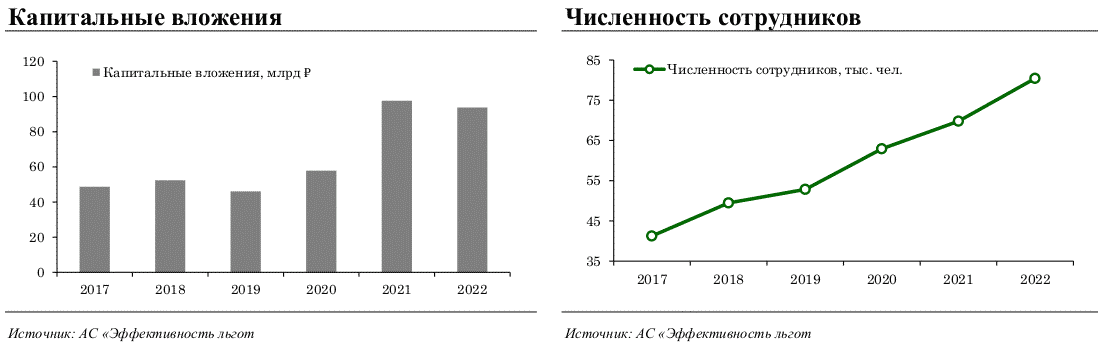 Капитальные вложения
Капитальные вложения, млрд ₽
120
100
80
60
40
20
0
2017 2018 2019 2020 2021 2022
Источник: АС «Эффективность льгот
Численность сотрудников
Численность сотрудников, тыс. чел.
85
75
65
55
45
35
2017 2018 2019 2020 2021 2022
Источник: АС «Эффективность льгот